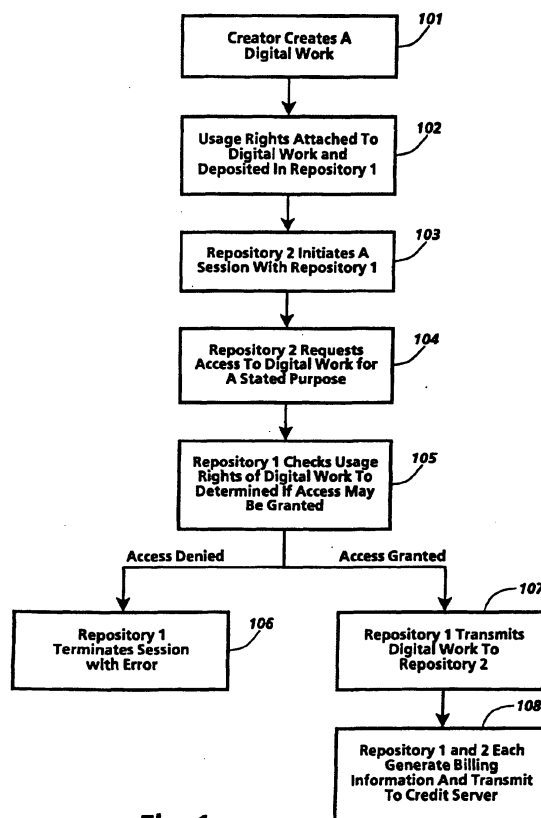 101
Creator Creates A
Digital Work
102
Usage Rights Attached To
Digital Work and
Deposited In Repository 1
103
Repository 2 Initiates A
Session With Repository 1
104
Repository 2 Requests
Access To Digital Work for
A Stated Purpose
105
Repository 1 Checks Usage
Rights of Digital Work To
Determined If Access May
Be Granted
Access Denied
Access Granted
106
Repository 1
Terminates Session
with Error
107
Repository 1 Transmits
Digital Work To
Repository 2
108
Repository 1 and 2 Each
Generate Billing
Information And Transmit
To Credit Server